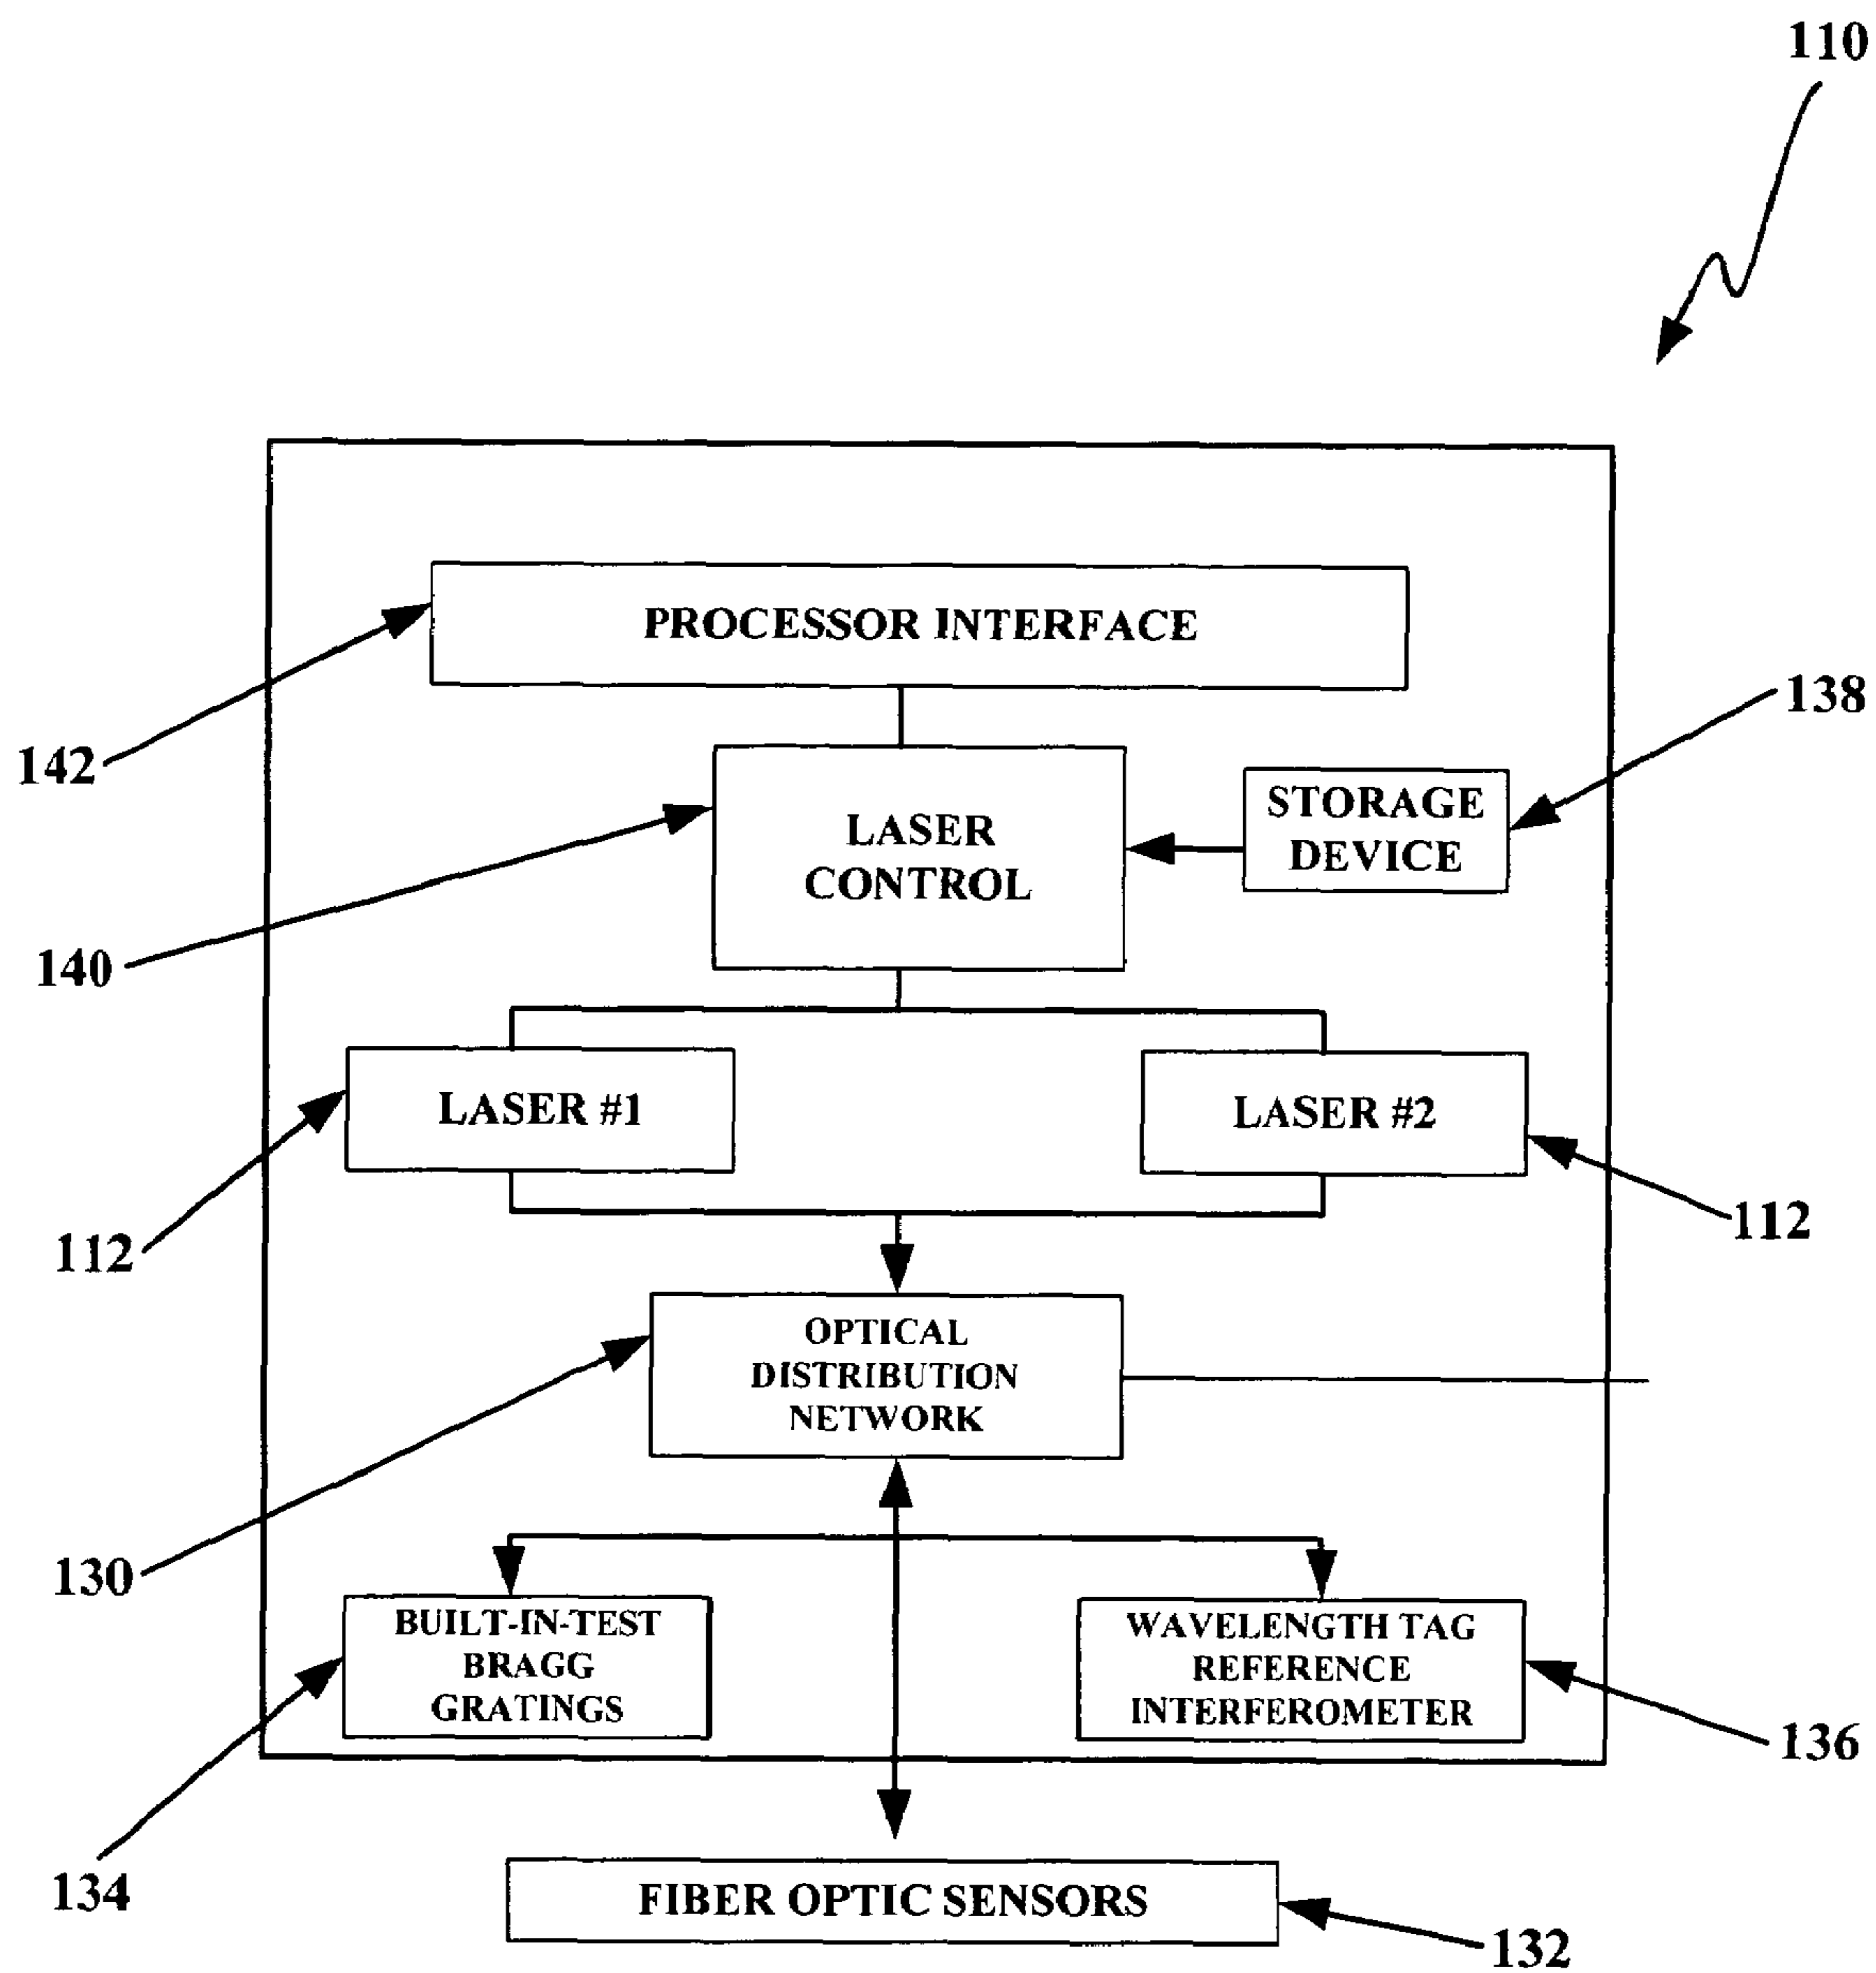 110
PROCESSOR INTERFACE
142
138
STORAGE
DEVICE
LASER
CONTROL
140
LASER #1
LASER #2
112
112
OPTICAL
DISTRIBUTION
NETWORK
130
BUILT-IN-TEST
BRAGG
GRATINGS
WAVELENGTH TAG
REFERENCE
INTERFEROMETER
136
134
FIBER OPTIC SENSORS
132